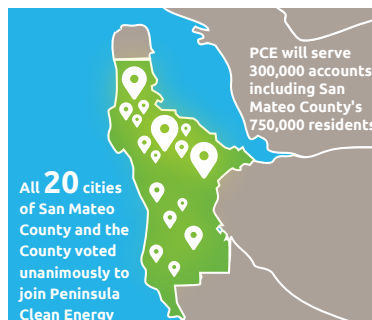 PCE will serve
300,000 accounts
including San
Mateo County's
750,000 residents
All 20 cities
of San Mateo
County and the
County voted
unanimously to
join Peninsula
Clean Energy